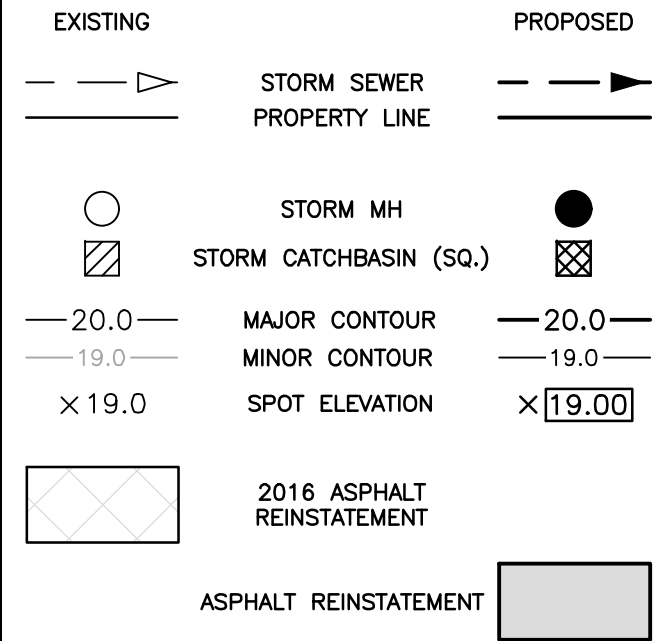 EXISTING PROPOSED
STORM SEWER
PROPERTY LINE
STORM MH
STORM CATCHBASIN (SQ.)
20.0 MAJOR CONTOUR 20.0
19.0 MINOR CONTOUR 19.0
×19.0 SPOT ELEVATION ×19.00
2016 ASPHALT
REINSTATEMENT
ASPHALT REINSTATEMENT